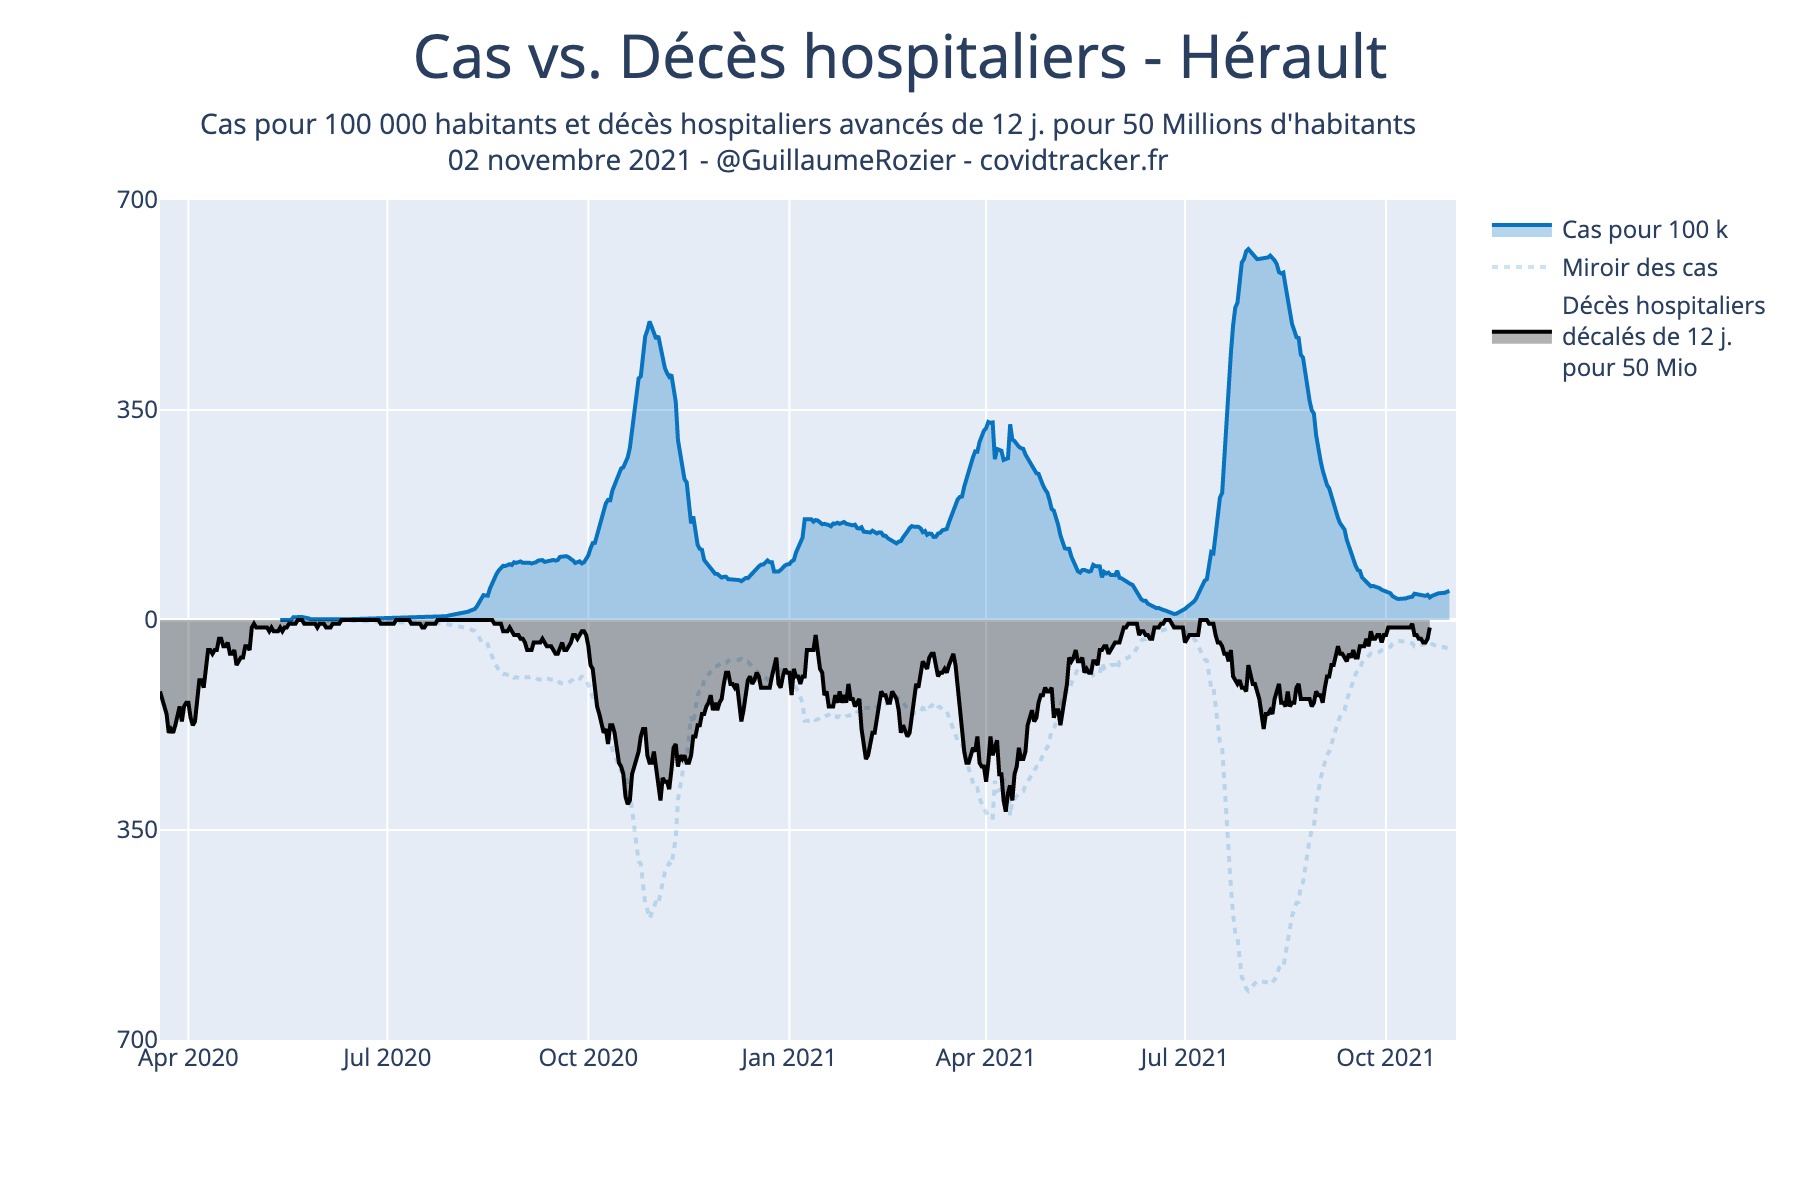 Cas vs. Décès hospitaliers - Hérault
Cas pour 100 000 habitants et décès hospitaliers avancés de 12 j. pour 50 Millions d'habitants
02 novembre 2021 - @GuillaumeRozier - covidtracker.fr
700
350
0
350
700
Apr 2020
Jul 2020
Oct 2020
Jan 2021
Apr 2021
Jul 2021
Oct 2021
Cas pour 100 k
Miroir des cas
Décès hospitaliers
décalés de 12 j.
pour 50 Mio